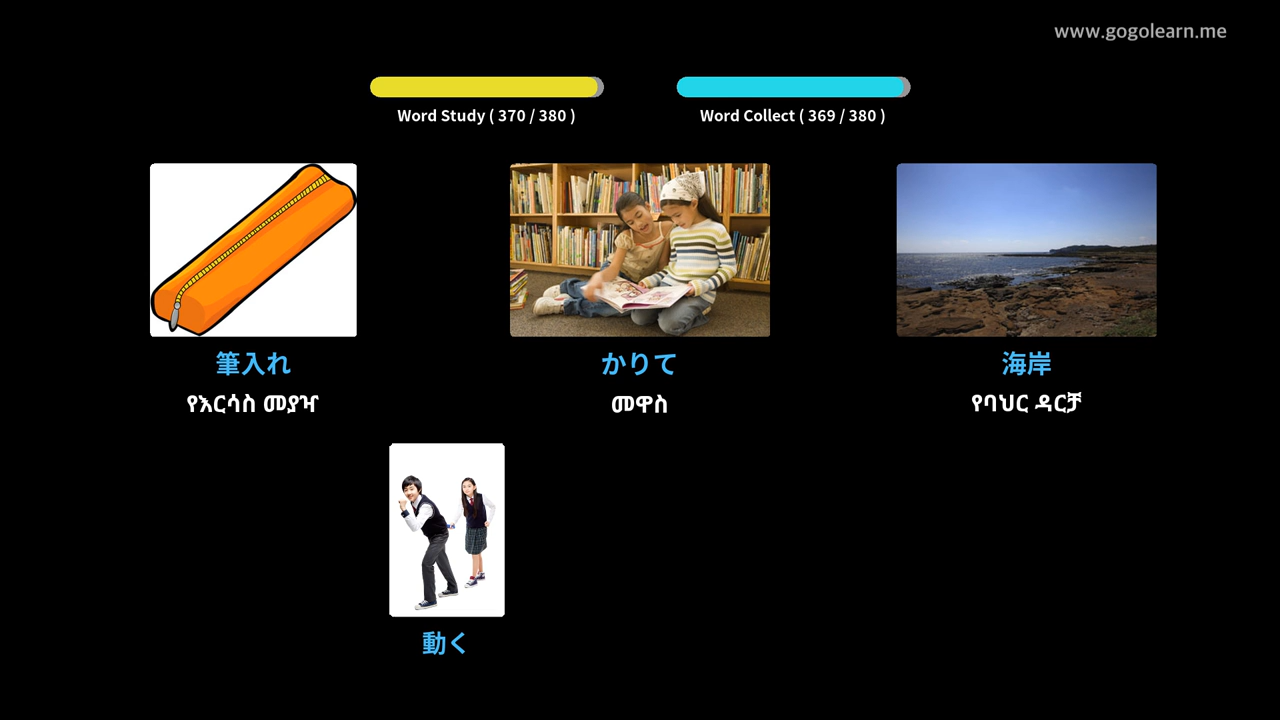 www.gogolearn.me
Word Study ( 370 / 380 )
Word Collect ( 369 / 380 )
筆入れ
かりて
海岸
የእርሳስ መያዣ
መዋስ
የባህር ዳርቻ
動く